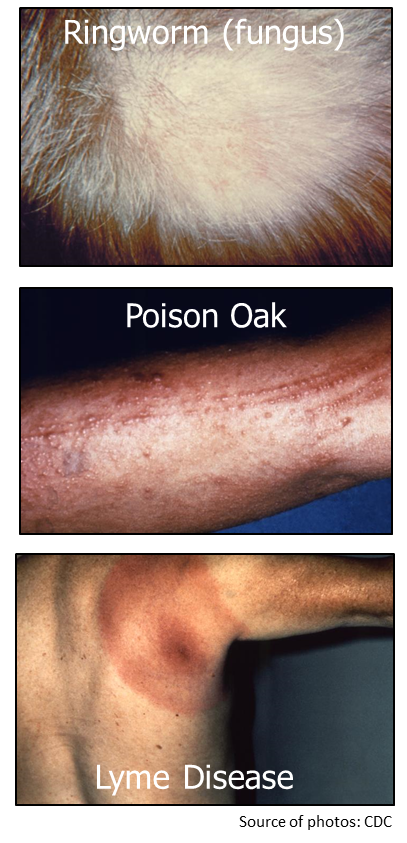 Ringworm (fungus)
Poison Oak
Lyme Disease
Source of photos: CDC